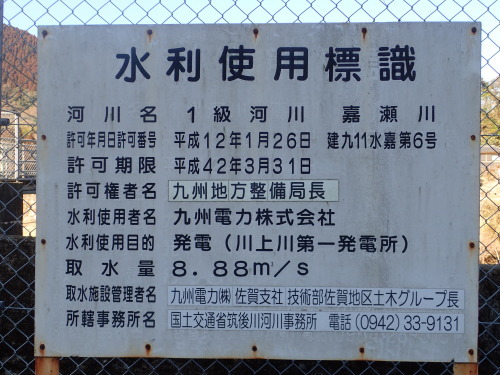 水利使用標識
河川名 1級河川 嘉瀬川
許可年月日許可番号 平成12年1月26日 建九11水嘉第6号
許可期限 平成42年3月31日
許可権者名 九州地方整備局長
水利使用者名 九州電力株式会社
水利使用目的 発電(川上川第一発電所)
取水量 8.88m/s
取水施設管理者名 九州電力㈱ 佐賀支社 技術部佐賀地区土木グループ長
所轄事務所名 国土交通省筑後川河川事務所 電話(0942)33-9131